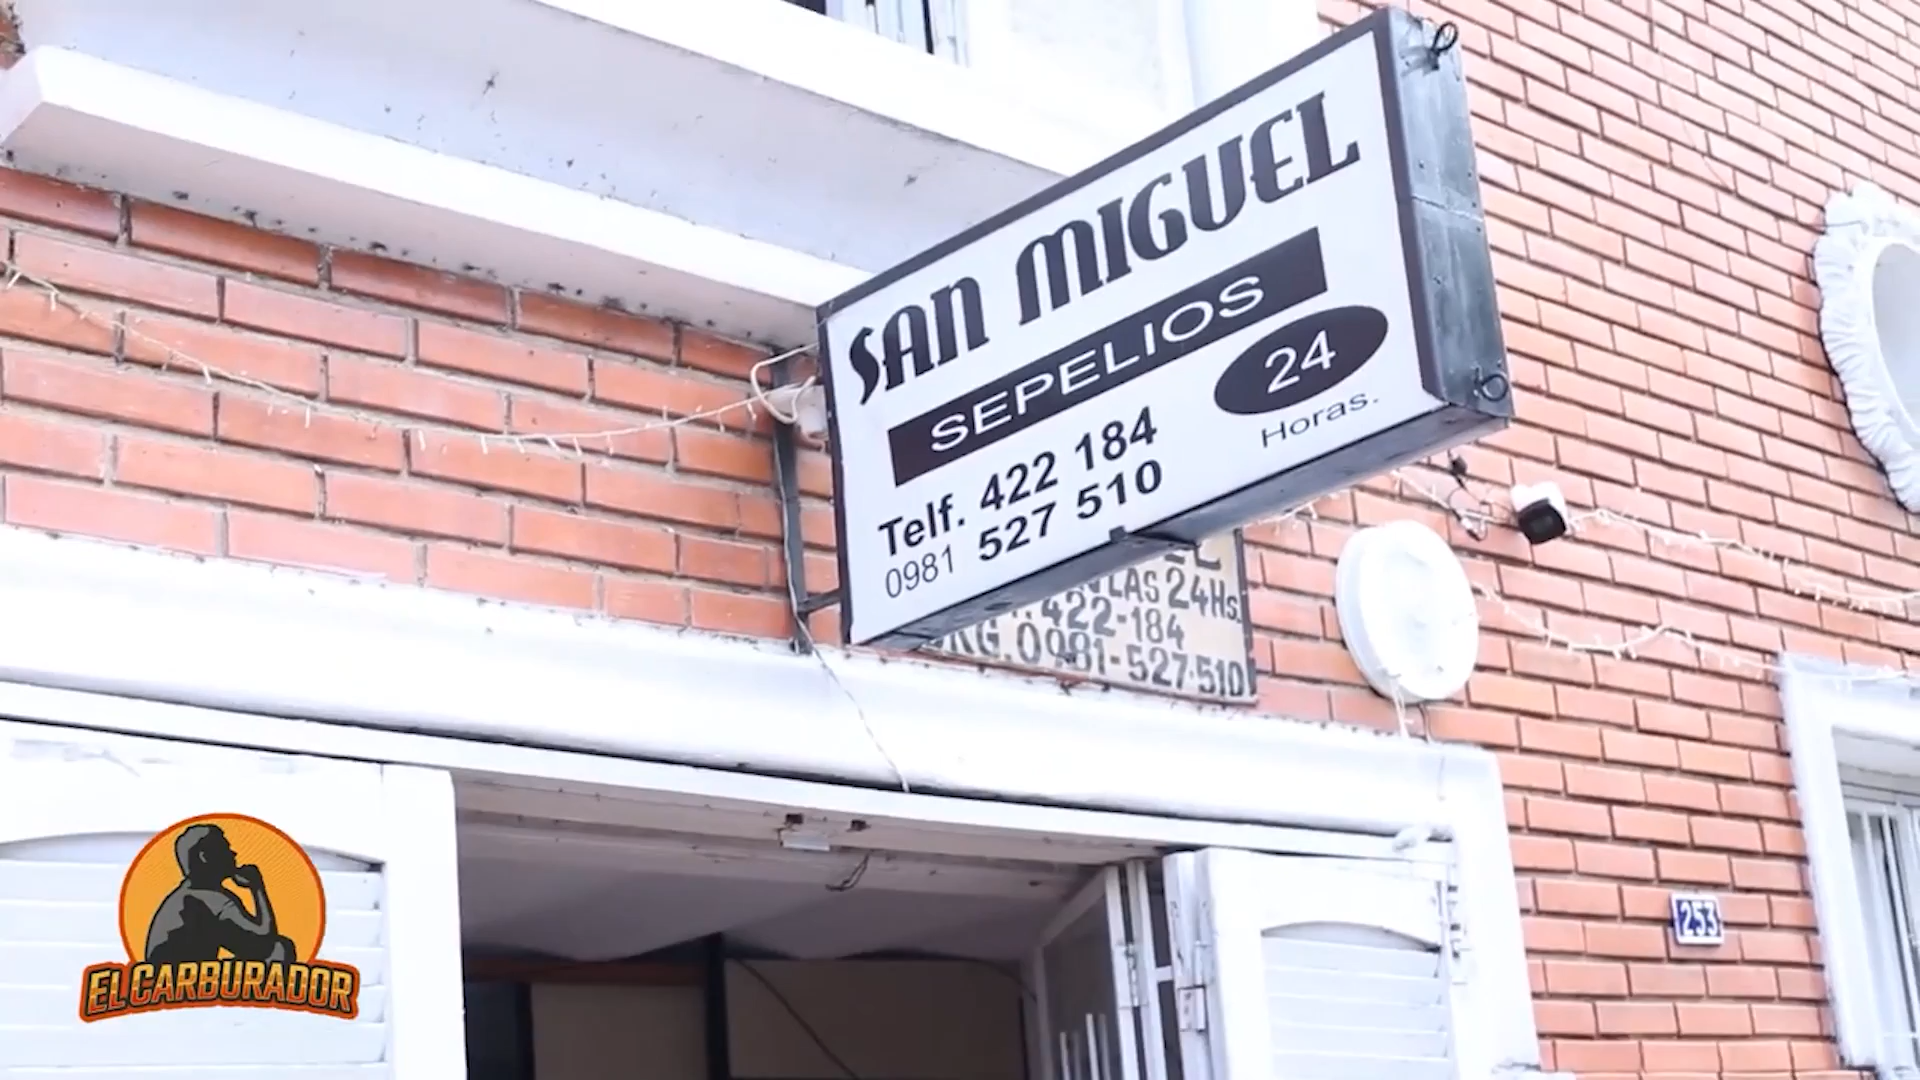 SAN MIGUEL
SEPELIOS
24
Horas.
Telf. 422 184
0981 527 510
LAS 24Hs.
422-184
0981-527-510
253
EL CARBURADOR